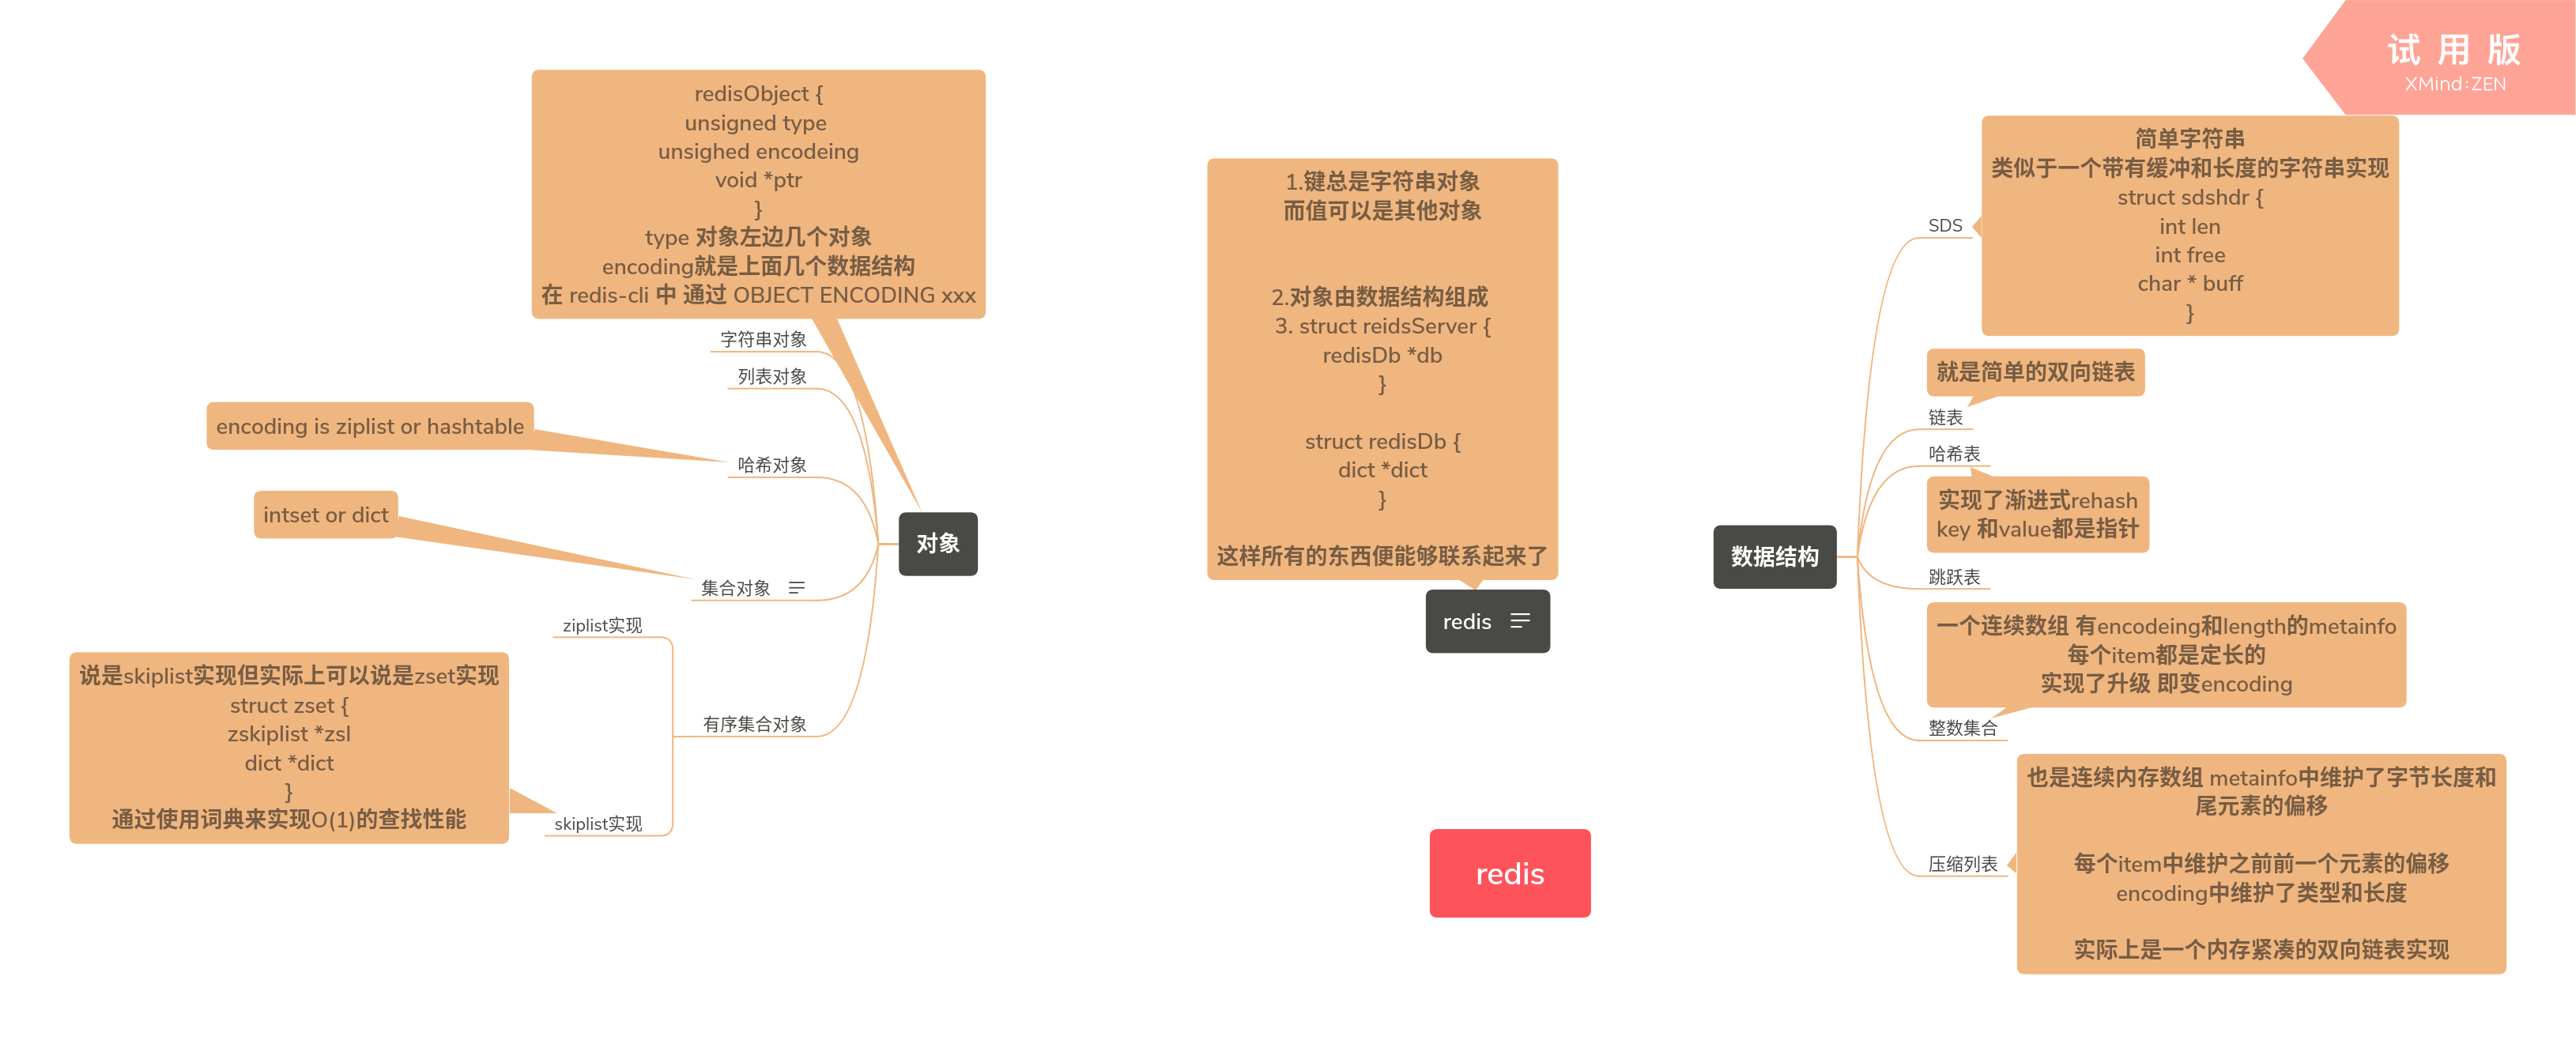 试 用 版
XMind:ZEN
redisObject {
unsigned type
unsighed encodeing
void *ptr
}
type 对象左边几个对象
encoding就是上面几个数据结构
在 redis-cli 中 通过 OBJECT ENCODING xxx
字符串对象
列表对象
encoding is ziplist or hashtable
哈希对象
intset or dict
对象
集合对象
ziplist实现
说是skiplist实现但实际上可以说是zset实现
struct zset {
zskiplist *zsl
dict *dict
}
通过使用词典来实现O(1)的查找性能
有序集合对象
skiplist实现
1.键总是字符串对象
而值可以是其他对象
2.对象由数据结构组成
3. struct reidsServer {
redisDb *db
}
struct redisDb {
dict *dict
}
这样所有的东西便能够联系起来了
redis
redis
简单字符串
类似于一个带有缓冲和长度的字符串实现
struct sdshdr {
int len
int free
char * buff
}
SDS
就是简单的双向链表
链表
哈希表
实现了渐进式rehash
key 和value都是指针
数据结构
跳跃表
一个连续数组 有encodeing和length的metainfo
每个item都是定长的
实现了升级 即变encoding
整数集合
也是连续内存数组 metainfo中维护了字节长度和
尾元素的偏移
每个item中维护之前前一个元素的偏移
encoding中维护了类型和长度
实际上是一个内存紧凑的双向链表实现
压缩列表